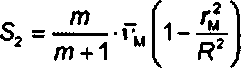 S₂ = m/(m+1) · v̅_M (1 − r_M²/R²)